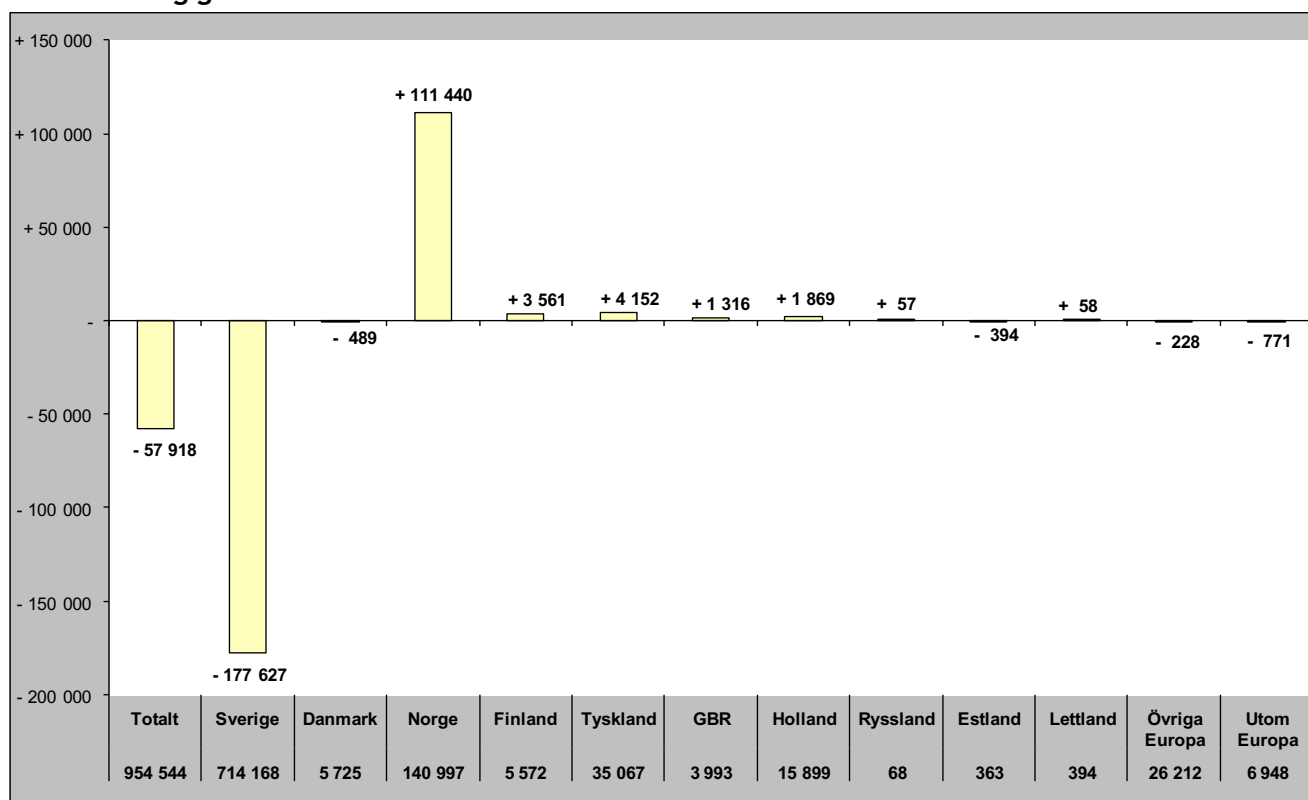 + 150 000
+ 100 000
+ 50 000
-
- 50 000
- 100 000
- 150 000
- 200 000
- 57 918
- 177 627
- 489
+ 111 440
+ 3 561
+ 4 152
+ 1 316
+ 1 869
+ 57
- 394
+ 58
- 228
- 771
Totalt Sverige Danmark Norge Finland Tyskland GBR Holland Ryssland Estland Lettland Övriga Europa Utom Europa
954 544 714 168 5 725 140 997 5 572 35 067 3 993 15 899 68 363 394 26 212 6 948